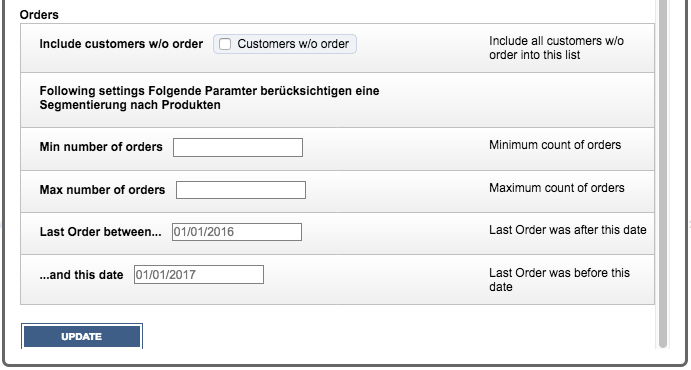 Orders
Include customers w/o order Customers w/o order Include all customers w/o
order into this list
Following settings Folgende Paramter berücksichtigen eine
Segmentierung nach Produkten
Min number of orders Minimum count of orders
Max number of orders Maximum count of orders
Last Order between... 01/01/2016 Last Order was after this date
...and this date 01/01/2017 Last Order was before this
date
UPDATE